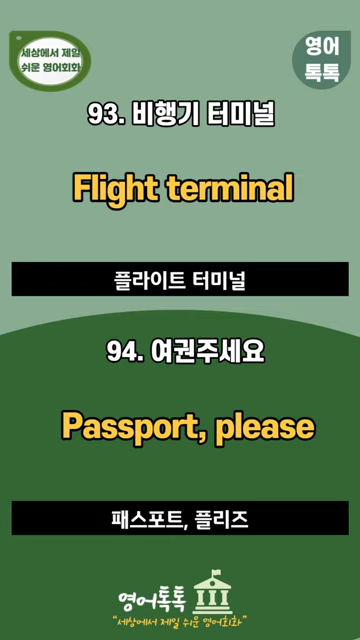 세상에서 제일
쉬운 영어회화
영어
톡톡
93. 비행기 터미널
Flight terminal
플라이트 터미널
94. 여권주세요
Passport, please
패스포트, 플리즈
영어톡톡
"세상에서 제일 쉬운 영어회화"